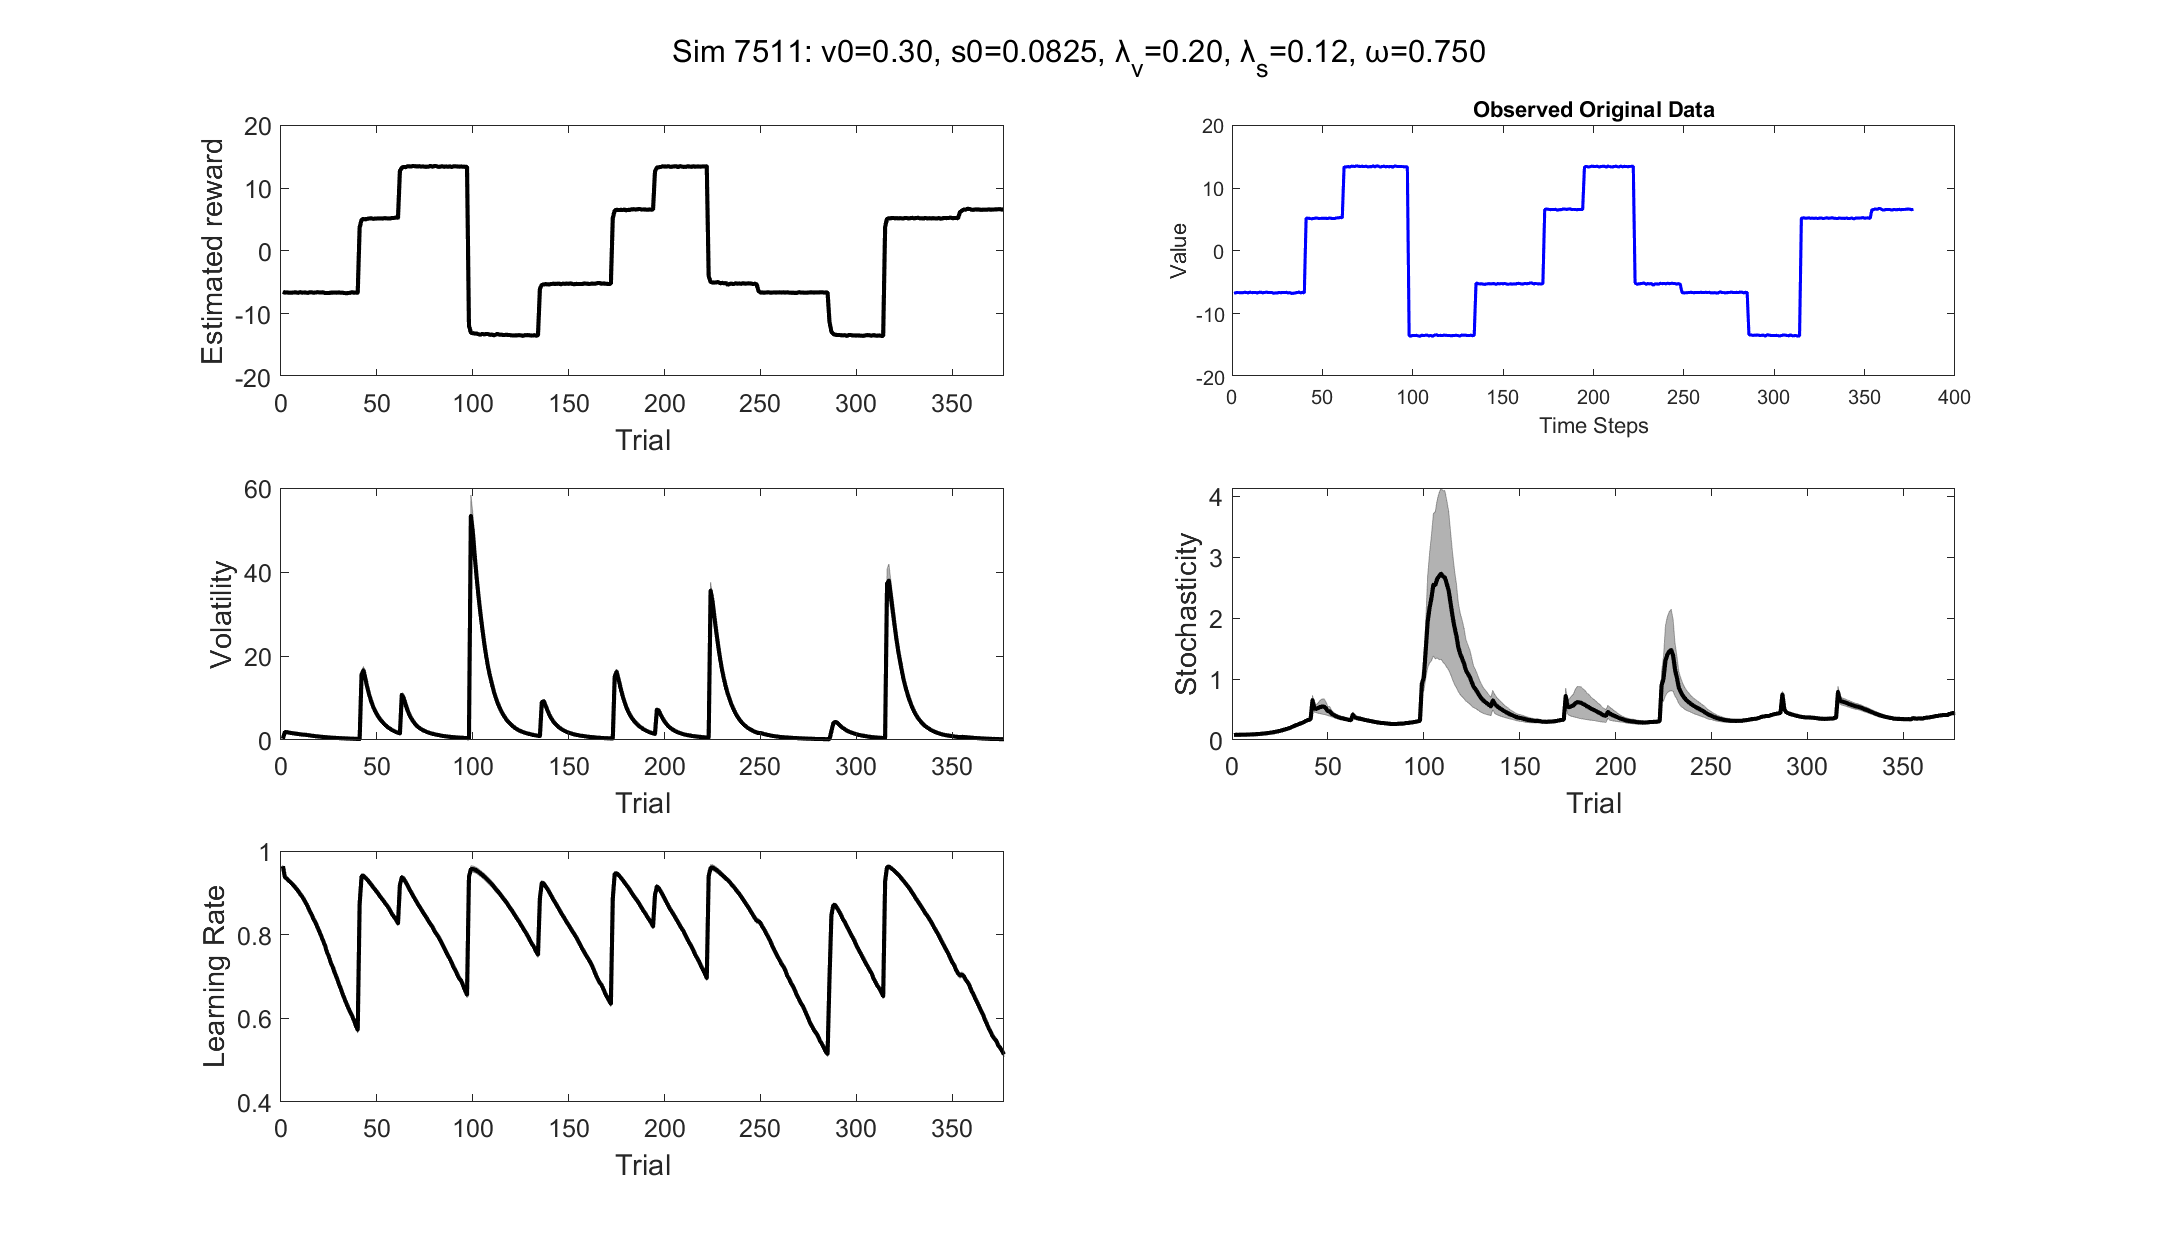 Sim 7511: v0=0.30, s0=0.0825, λ_v=0.20, λ_s=0.12, ω=0.750
20
10
0
-10
-20
Estimated reward
0 50 100 150 200 250 300 350
Trial
Observed Original Data
20
10
0
-10
-20
Value
0 50 100 150 200 250 300 350 400
Time Steps
60
40
20
0
Volatility
0 50 100 150 200 250 300 350
Trial
4
3
2
1
0
Stochasticity
0 50 100 150 200 250 300 350
Trial
1
0.8
0.6
0.4
Learning Rate
0 50 100 150 200 250 300 350
Trial